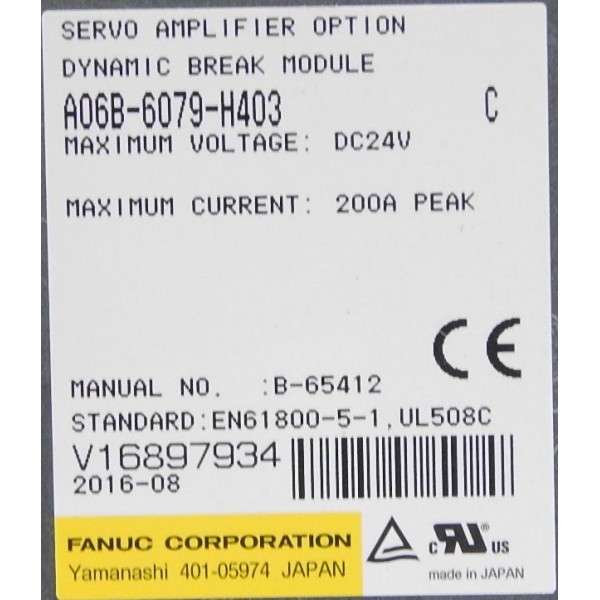 SERVO AMPLIFIER OPTION
DYNAMIC BREAK MODULE
A06B-6079-H403 C
MAXIMUM VOLTAGE: DC24V
MAXIMUM CURRENT: 200A PEAK
CE
MANUAL NO. :B-65412
STANDARD:EN61800-5-1,UL508C
V16897934
2016-08
FANUC CORPORATION
Yamanashi 401-05974 JAPAN
c RU ® US
made in JAPAN